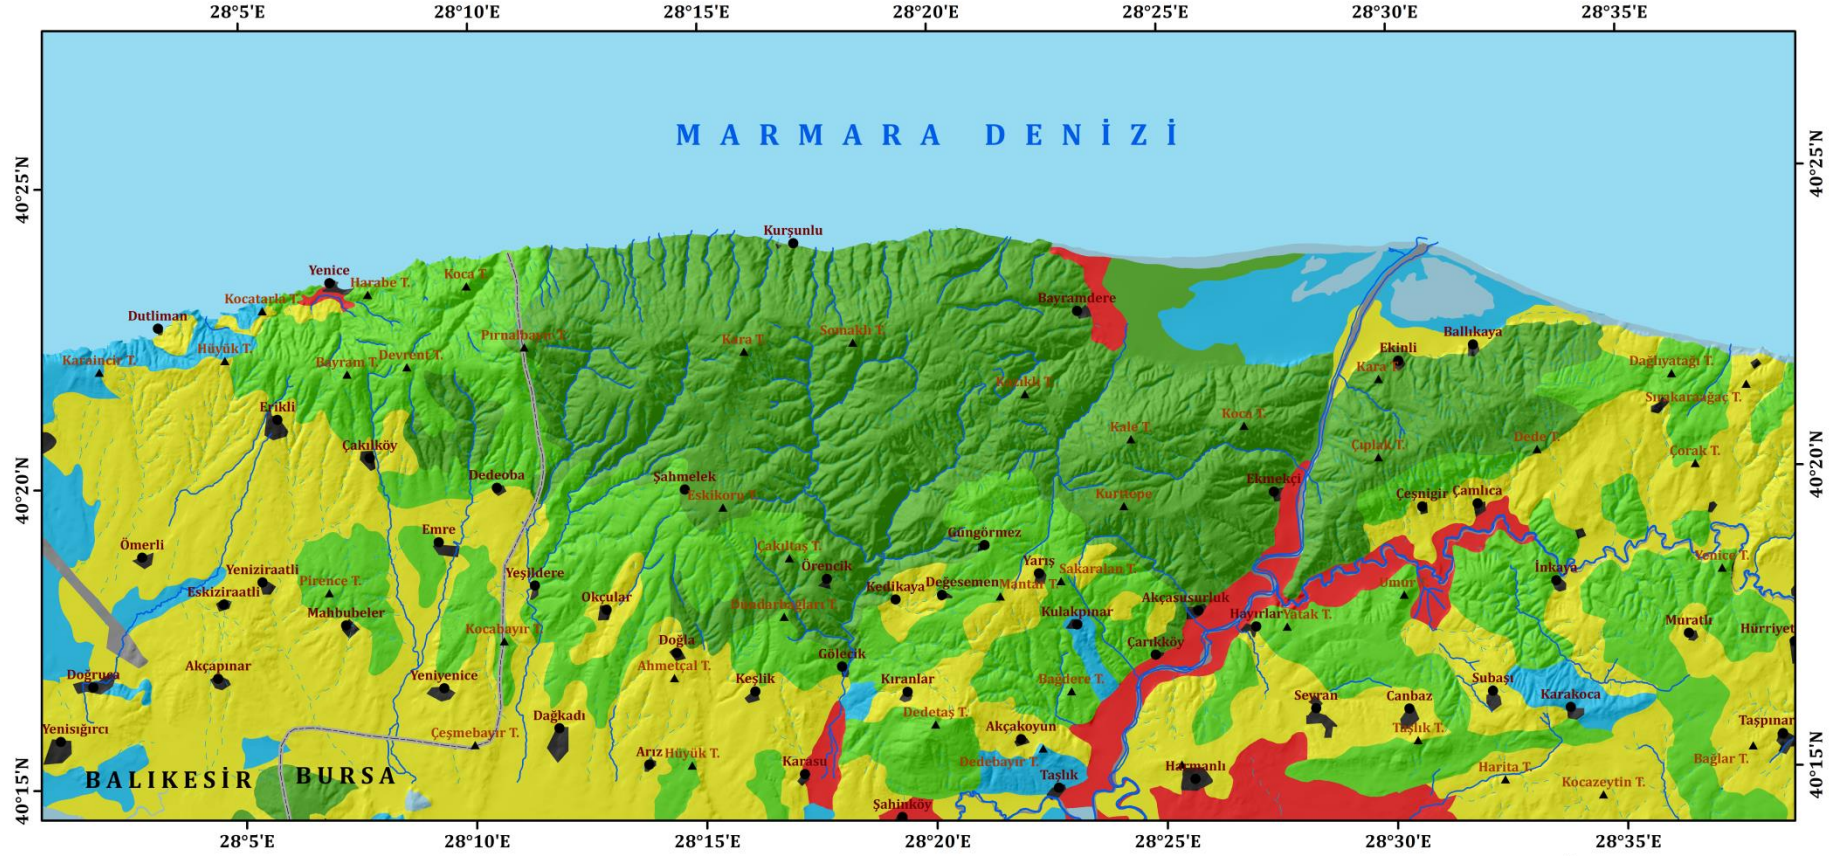 28°5'E 28°10'E 28°15'E 28°20'E 28°25'E 28°30'E 28°35'E
MARMARA DENİZİ
40°25'N
40°25'N
Kurşunlu
Yenice
Harabe T.
Koca T.
Kocatarla T.
Bayramdere
Dutliman
Pırnalbayır T.
Kara T.
Somaklı T.
Ballıkaya
Ekinli
Karaincir T.
Hüyük T.
Bayram T.
Devrent T.
Kara T.
Dağlıyatağı T.
Sırakaraağaç T.
Erikli
Koca T.
Kale T.
Çakılköy
Çıplak T.
Dede T.
Çorak T.
40°20'N
40°20'N
Dedeoba
Şahmelek
Ekmekçi
Eskikoru T.
Kurttepe
Çeşnigir
Çamlıca
Emre
Güngörmez
Ömerli
Çakıltaş T.
Yenice T.
Yeniziraatli
Pirence T.
Yeşildere
Örencik
Yarış
Sakaralan T.
İnkaya
Eskiziraatli
Okçular
Kedikaya
Değesemen
Mantar T.
Umur T.
Mahbubeler
Kulakpınar
Akçasusurluk
Hayırlar
Yatak T.
Muratlı
Kocabayır T.
Hürriyet
Doğla
Çarıkköy
Ahmetçal T.
Gölecik
Doğruca
Akçapınar
Yeniyenice
Keşlik
Kıranlar
Bağdere T.
Seyran
Canbaz
Subaşı
Karakoca
Yenisığırcı
Çeşmebayır T.
Dağkadı
Dedetaş T.
Akçakoyun
Taşlık T.
Taşpınar
Arız
Hüyük T.
Karasu
Dedebayır T.
Taşlık
Harmanlı
Harita T.
Bağlar T.
Kocazeytin T.
BALIKESİR
BURSA
40°15'N
40°15'N
Şahinköy
28°5'E 28°10'E 28°15'E 28°20'E 28°25'E 28°30'E 28°35'E